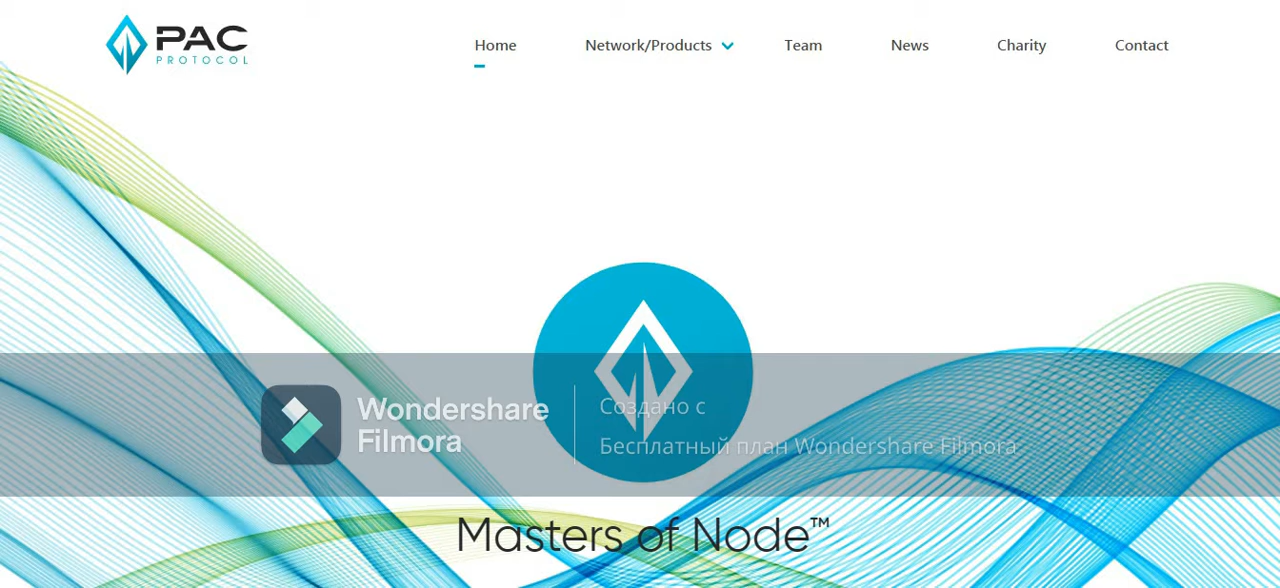 PAC
PROTOCOL
Home
Network/Products
Team
News
Charity
Contact
Wondershare
Filmora
Создано с
Бесплатный план Wondershare Filmora
Masters of Node™